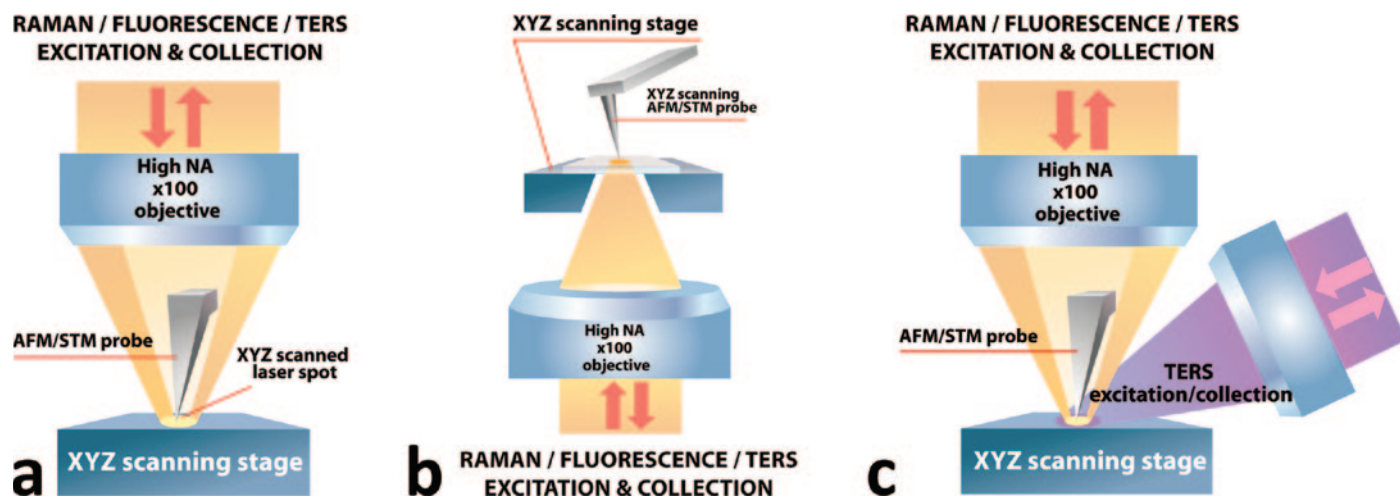 RAMAN / FLUORESCENCE / TERS
EXCITATION & COLLECTION
High NA
x100
objective
AFM/STM probe
XYZ scanned
laser spot
XYZ scanning stage
a
XYZ scanning stage
XYZ scanning
AFM/STM probe
High NA
x100
objective
b
RAMAN / FLUORESCENCE / TERS
EXCITATION & COLLECTION
RAMAN / FLUORESCENCE / TERS
EXCITATION & COLLECTION
High NA
x100
objective
AFM/STM probe
TERS
excitation/collection
XYZ scanning stage
c